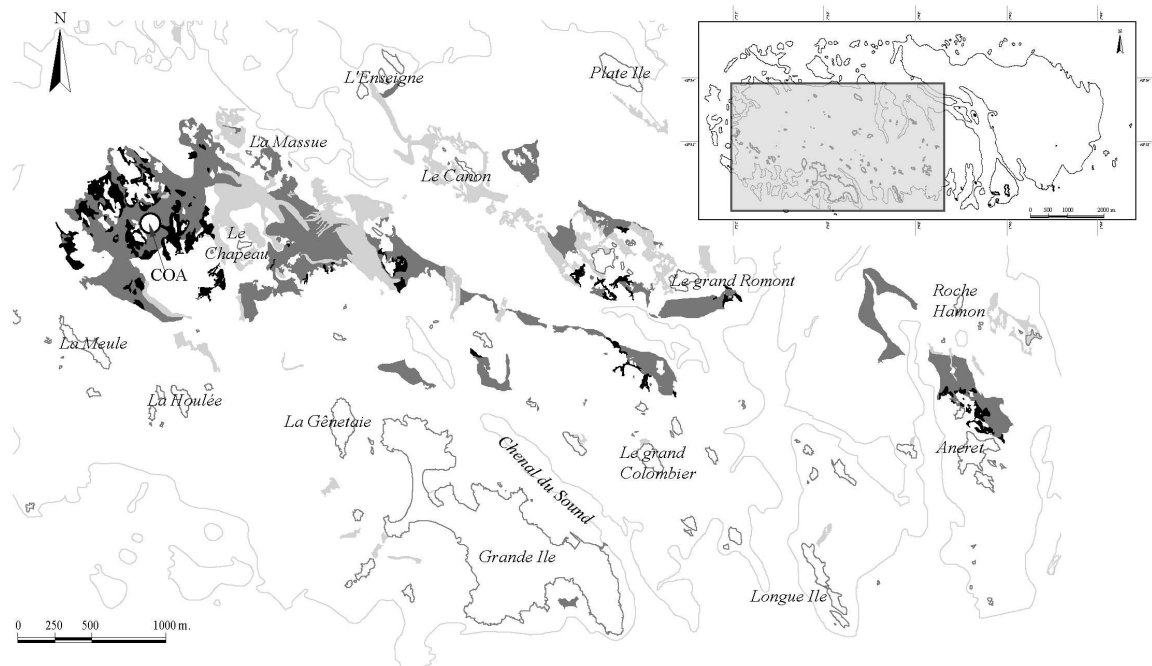 N
L'Enseigne
Plate Ile
La Massue
Le Canon
Le
Chapeau
COA
Le grand Romont
Roche
Hamon
La Meule
La Houlée
La Gênetaie
Chenal du Sound
Le grand
Colombier
Aneret
Grande Ile
Longue Ile
0 250 500 1000 m.
0 500 1000 2000 m.